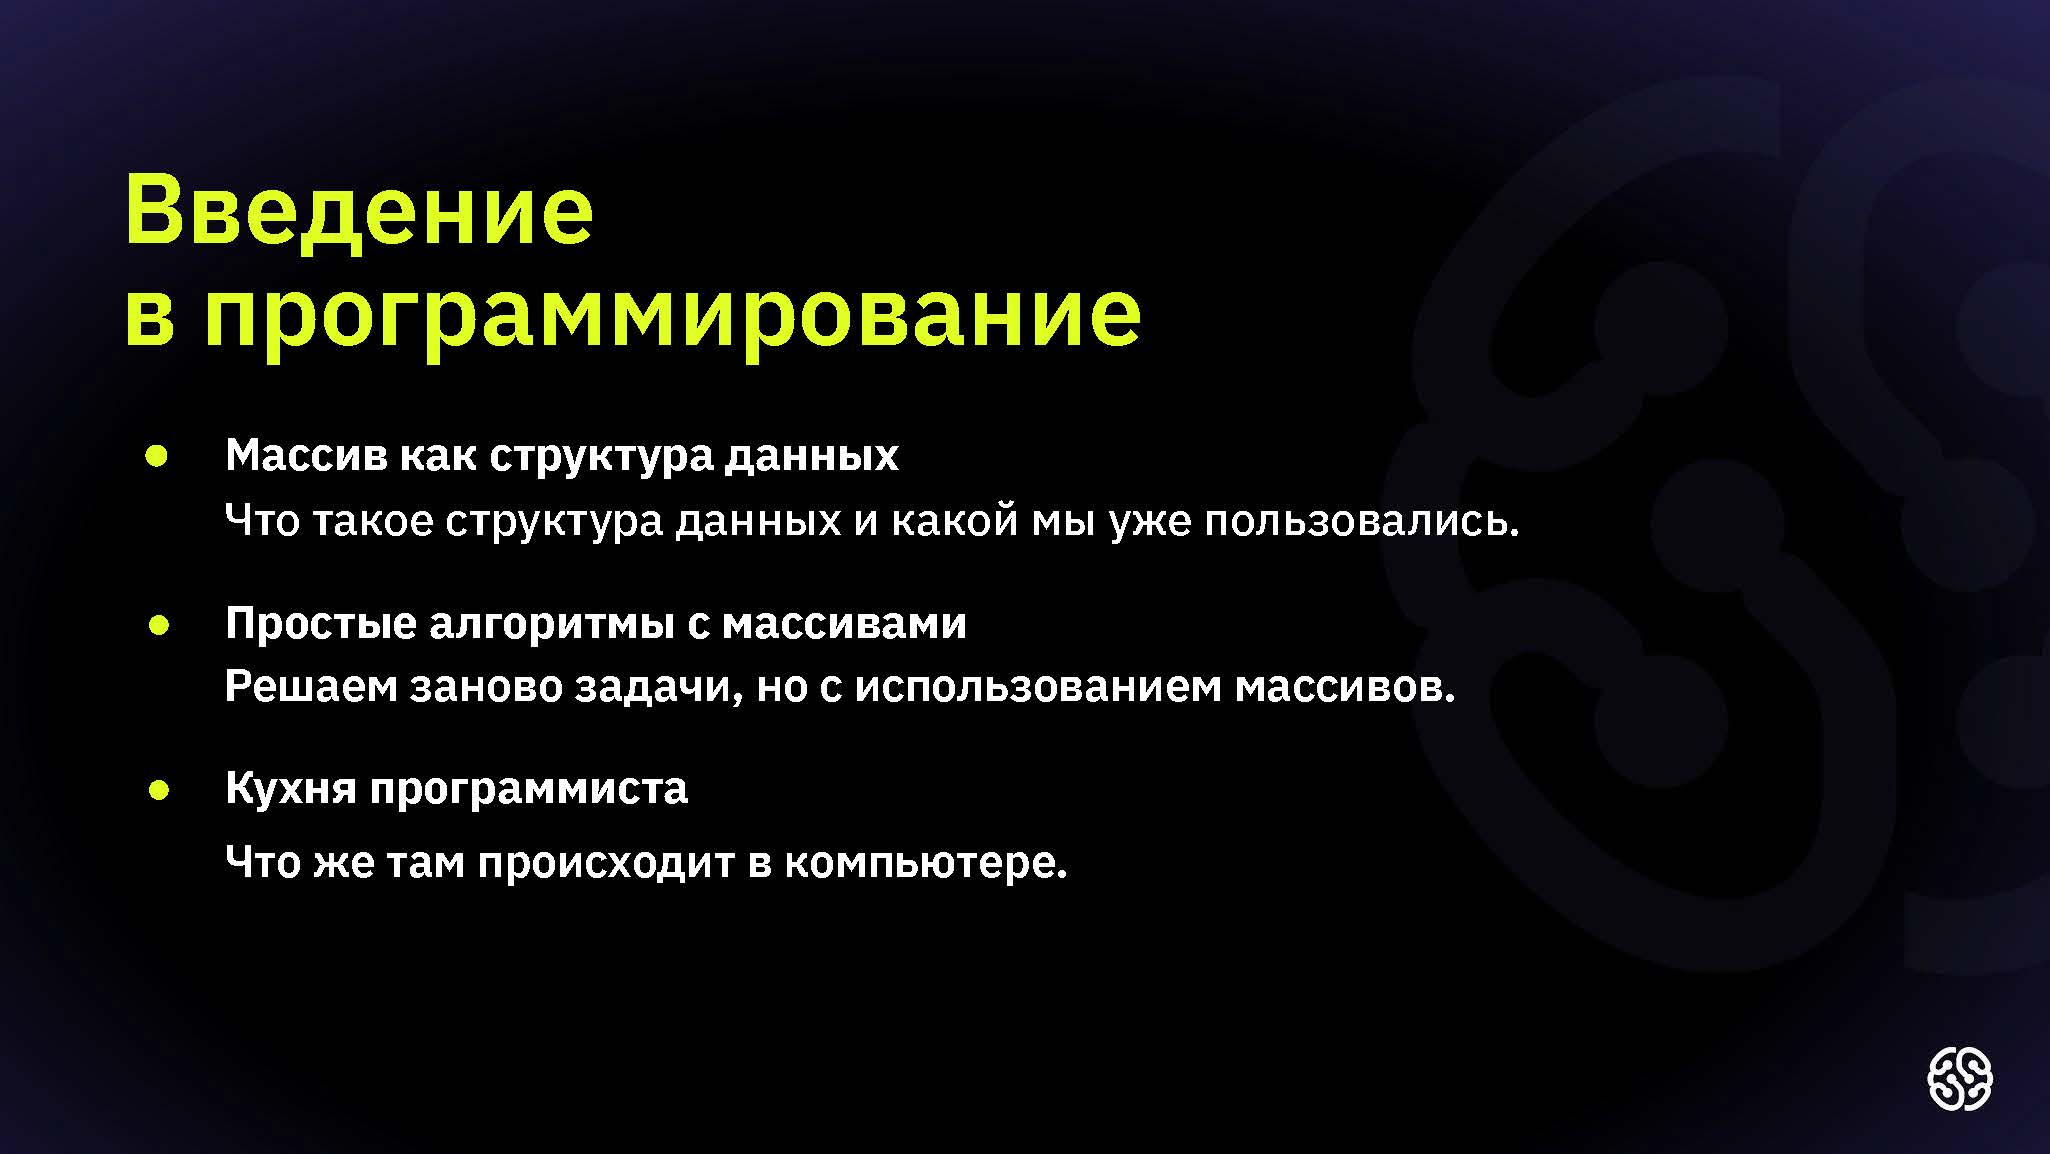 Введение
в программирование
● Массив как структура данных
Что такое структура данных и какой мы уже пользовались.
● Простые алгоритмы с массивами
Решаем заново задачи, но с использованием массивов.
● Кухня программиста
Что же там происходит в компьютере.